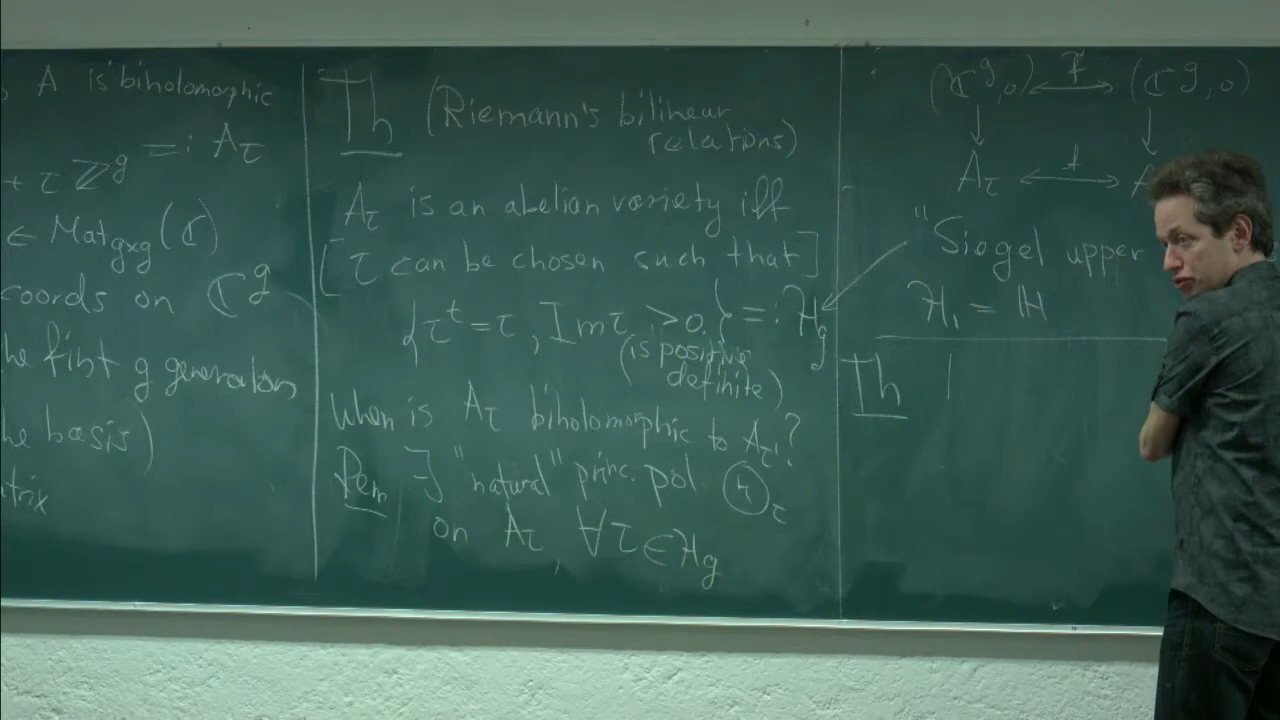 A is biholomorphic
+ τ ℤ^g =: A_τ
∈ Mat_{g×g}(ℂ)
coords on ℂ^g
the first g generators
the basis)
Th (Riemann's bilinear
relations)
A_τ is an abelian variety iff
[τ can be chosen such that]
{τ^t = τ, Im τ > 0} =: ℋ_g
(is positive
definite)
When is A_τ biholomorphic to A_τ'?
Rem ∃ "natural" princ. pol. Θ_τ
on A_τ, ∀τ ∈ ℋ_g
(ℂ^g, 0) ↔ (ℂ^g, 0)
↓ ↓
A_τ ↔ A
f
"Siegel upper
ℋ_1 = ℍ
Th